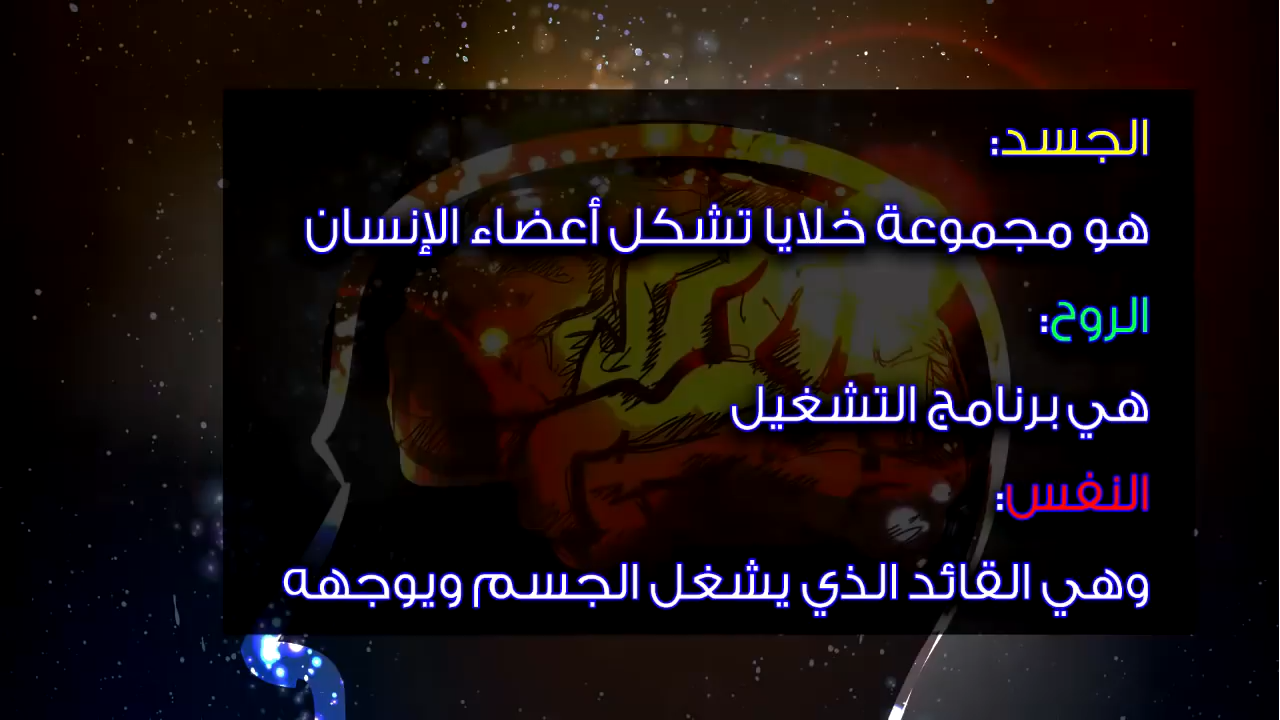 الجسد:
هو مجموعة خلايا تشكل أعضاء الإنسان
الروح:
هي برنامج التشغيل
النفس:
وهي القائد الذي يشغل الجسم ويوجهه